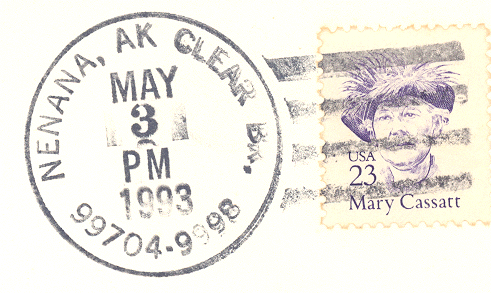 NENANA, AK CLEAR Br.,
MAY
3
PM
1993
99704-9998
USA
23
Mary Cassatt